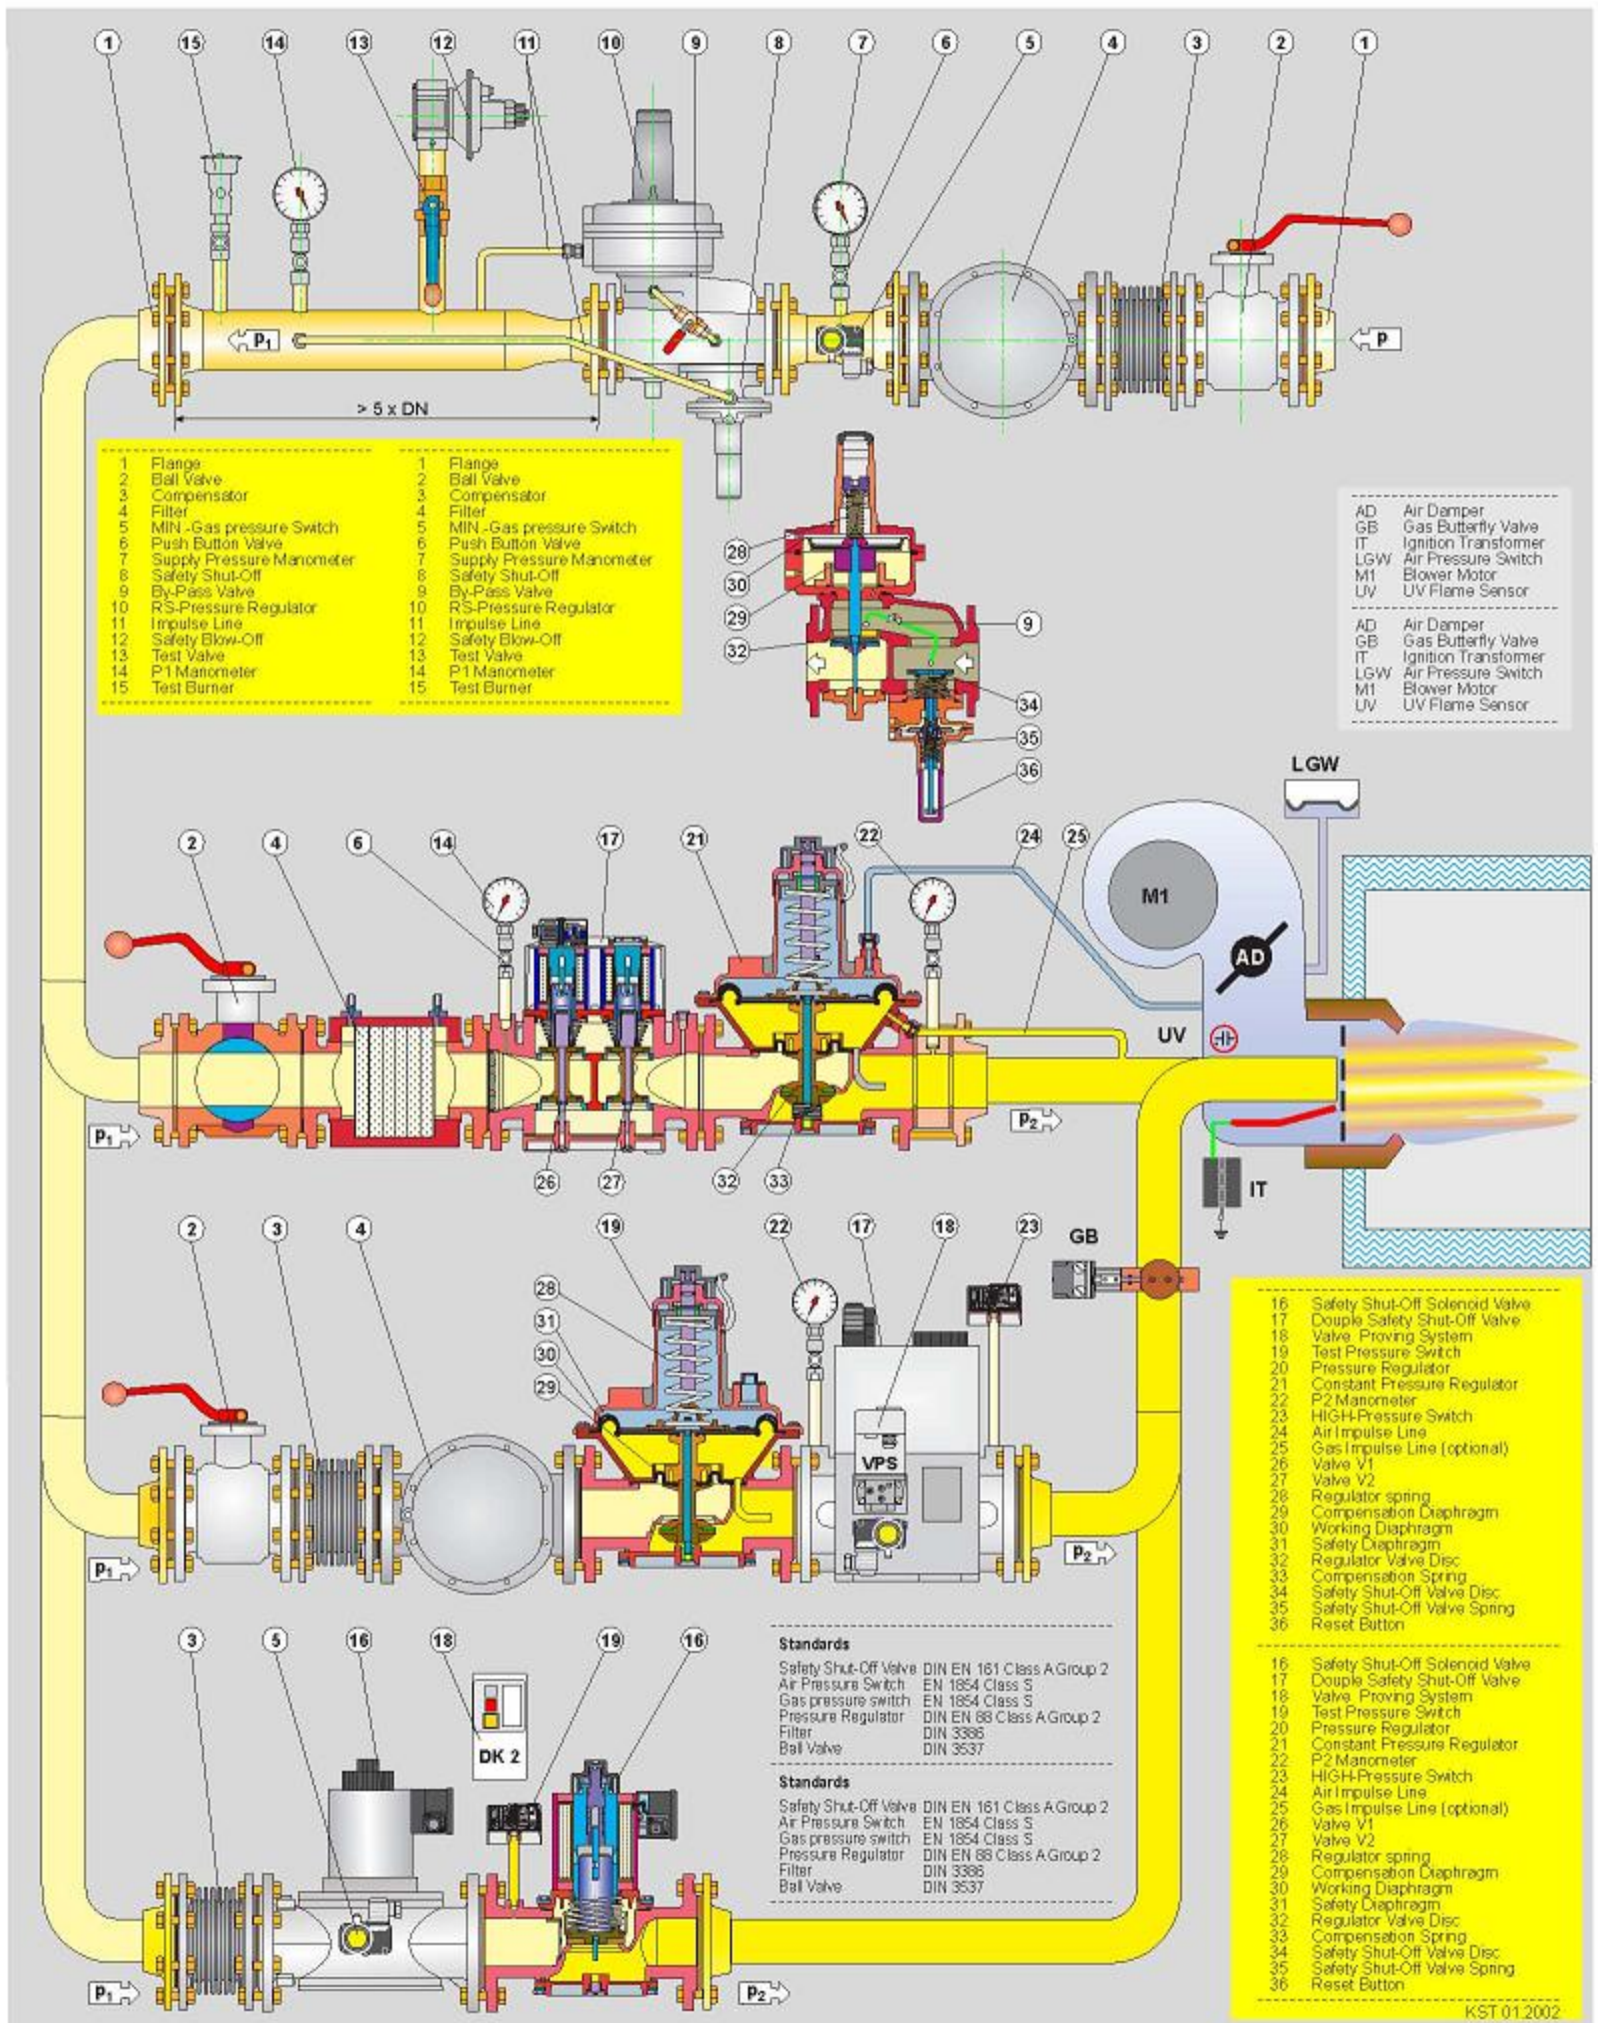 1 15 14 13 12 11 10 9 8 7 6 5 4 3 2 1
P1
P
> 5 x DN
1 Flange
2 Ball Valve
3 Compensator
4 Filter
5 MIN.-Gas pressure Switch
6 Push Button Valve
7 Supply Pressure Manometer
8 Safety Shut-Off
9 By-Pass Valve
10 RS-Pressure Regulator
11 Impulse Line
12 Safety Blow-Off
13 Test Valve
14 P1 Manometer
15 Test Burner
1 Flange
2 Ball Valve
3 Compensator
4 Filter
5 MIN.-Gas pressure Switch
6 Push Button Valve
7 Supply Pressure Manometer
8 Safety Shut-Off
9 By-Pass Valve
10 RS-Pressure Regulator
11 Impulse Line
12 Safety Blow-Off
13 Test Valve
14 P1 Manometer
15 Test Burner
28
30
29
32
9
34
35
36
AD Air Damper
GB Gas Butterfly Valve
IT Ignition Transformer
LGW Air Pressure Switch
M1 Blower Motor
UV UV Flame Sensor
AD Air Damper
GB Gas Butterfly Valve
IT Ignition Transformer
LGW Air Pressure Switch
M1 Blower Motor
UV UV Flame Sensor
LGW
2 4 6 14 17 21 22 24 25
M1
AD
UV
P1
P2
26 27 32 33
IT
2 3 4 19 22 17 18 23
GB
28
31
30
29
VPS
P1
P2
16 Safety Shut-Off Solenoid Valve
17 Douple Safety Shut-Off Valve
18 Valve Proving System
19 Test Pressure Switch
20 Pressure Regulator
21 Constant Pressure Regulator
22 P2 Manometer
23 HIGH-Pressure Switch
24 Air Impulse Line
25 Gas Impulse Line (optional)
26 Valve V1
27 Valve V2
28 Regulator spring
29 Compensation Diaphragm
30 Working Diaphragm
31 Safety Diaphragm
32 Regulator Valve Disc
33 Compensation Spring
34 Safety Shut-Off Valve Disc
35 Safety Shut-Off Valve Spring
36 Reset Button
16 Safety Shut-Off Solenoid Valve
17 Douple Safety Shut-Off Valve
18 Valve Proving System
19 Test Pressure Switch
20 Pressure Regulator
21 Constant Pressure Regulator
22 P2 Manometer
23 HIGH-Pressure Switch
24 Air Impulse Line
25 Gas Impulse Line (optional)
26 Valve V1
27 Valve V2
28 Regulator spring
29 Compensation Diaphragm
30 Working Diaphragm
31 Safety Diaphragm
32 Regulator Valve Disc
33 Compensation Spring
34 Safety Shut-Off Valve Disc
35 Safety Shut-Off Valve Spring
36 Reset Button
KST 01.2002
3 5 16 18 19 16
DK 2
Standards
Safety Shut-Off Valve DIN EN 161 Class A Group 2
Air Pressure Switch EN 1854 Class S
Gas pressure switch EN 1854 Class S
Pressure Regulator DIN EN 88 Class A Group 2
Filter DIN 3386
Ball Valve DIN 3537
Standards
Safety Shut-Off Valve DIN EN 161 Class A Group 2
Air Pressure Switch EN 1854 Class S
Gas pressure switch EN 1854 Class S
Pressure Regulator DIN EN 88 Class A Group 2
Filter DIN 3386
Ball Valve DIN 3537
P1
P2